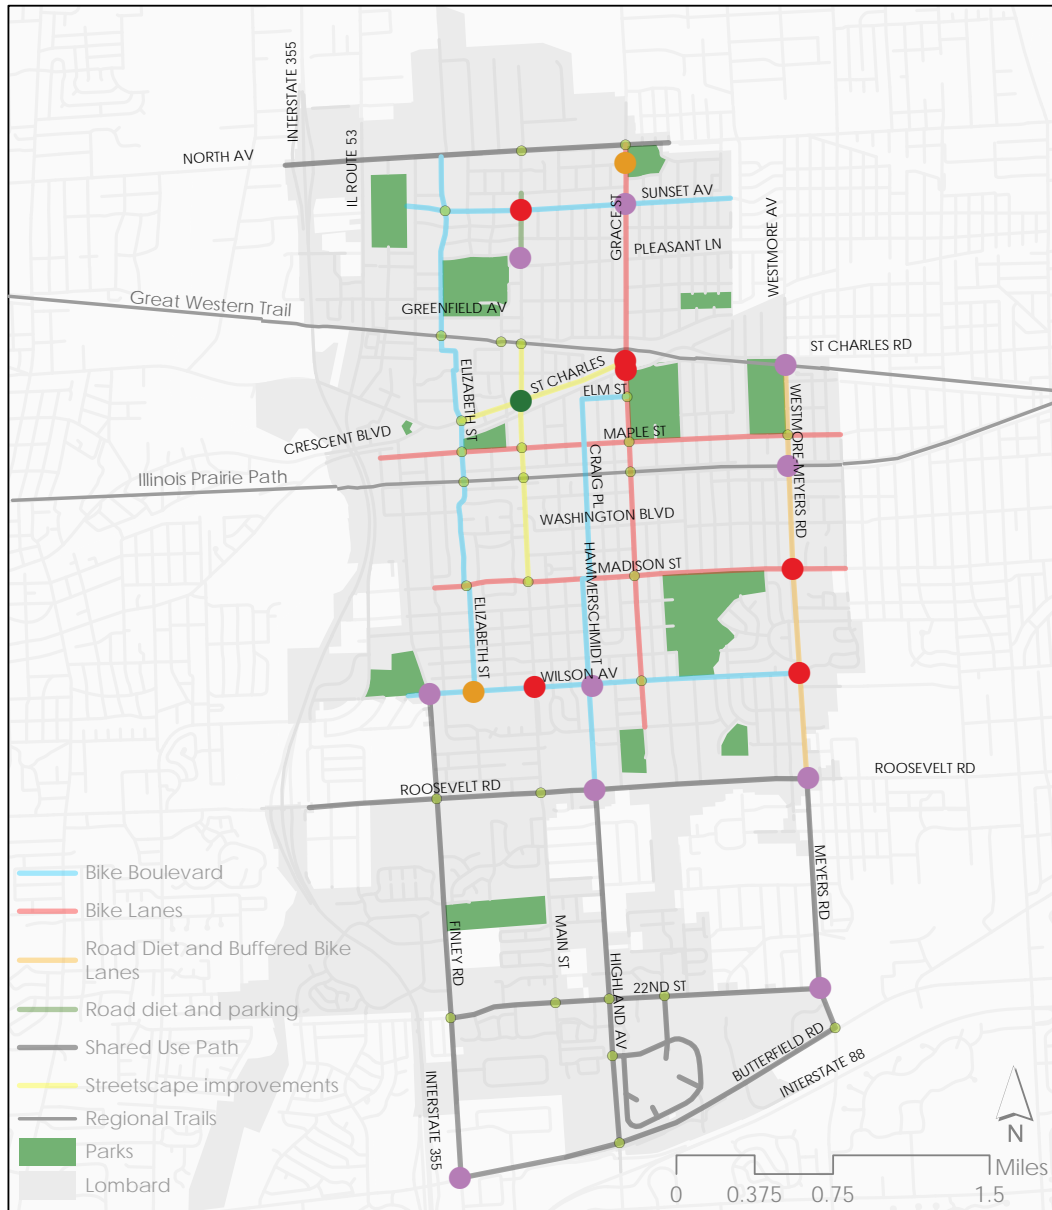 INTERSTATE 355
IL ROUTE 53
NORTH AV
SUNSET AV
GRACE ST
PLEASANT LN
WESTMORE AV
Great Western Trail
GREENFIELD AV
ST CHARLES RD
ST CHARLES
ELM ST
ELIZABETH ST
CRESCENT BLVD
MAPLE ST
WESTMORE-MEYERS RD
CRAIG PL
Illinois Prairie Path
WASHINGTON BLVD
HAMMERSCHMIDT
MADISON ST
ELIZABETH ST
WILSON AV
ROOSEVELT RD
ROOSEVELT RD
MEYERS RD
FINLEY RD
MAIN ST
HIGHLAND AV
22ND ST
BUTTERFIELD RD
INTERSTATE 88
INTERSTATE 355
Bike Boulevard
Bike Lanes
Road Diet and Buffered Bike
Lanes
Road diet and parking
Shared Use Path
Streetscape improvements
Regional Trails
Parks
Lombard
N
Miles
0 0.375 0.75 1.5